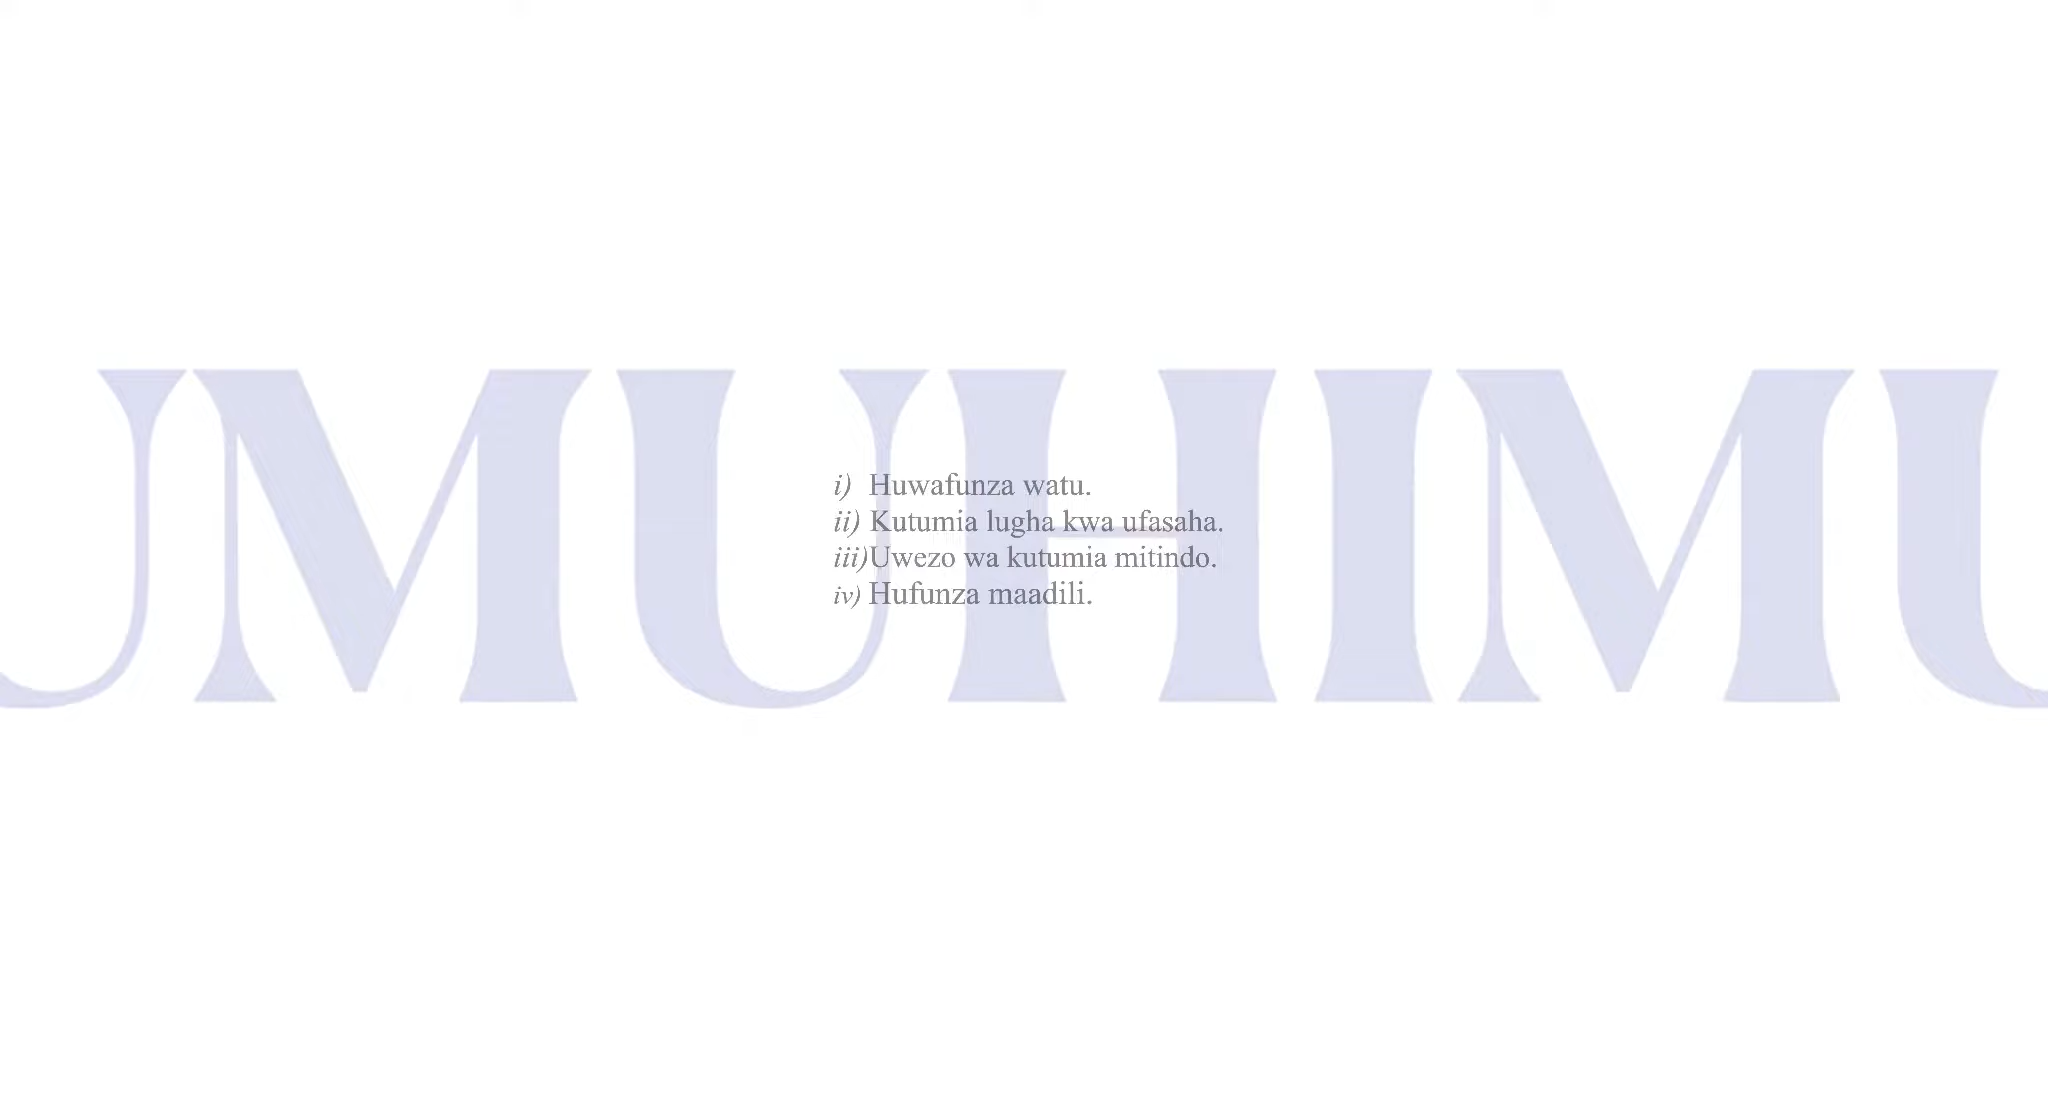 UMUHIMU
i) Huwafunza watu.
ii) Kutumia lugha kwa ufasaha.
iii)Uwezo wa kutumia mitindo.
iv) Hufunza maadili.